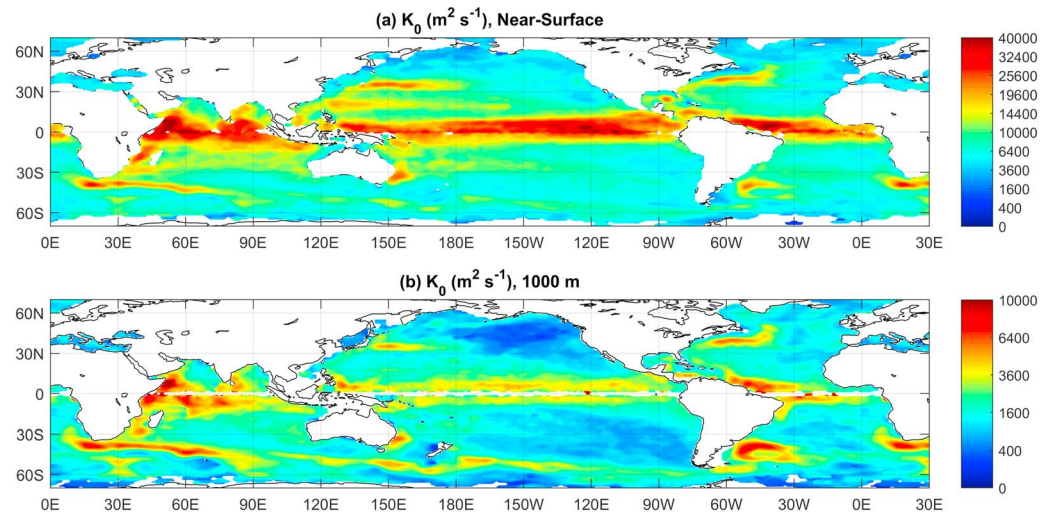 (a) K₀ (m² s⁻¹), Near-Surface
60N
30N
0
30S
60S
0E 30E 60E 90E 120E 150E 180E 150W 120W 90W 60W 30W 0E 30E
40000
32400
25600
19600
14400
10000
6400
3600
1600
400
0
(b) K₀ (m² s⁻¹), 1000 m
60N
30N
0
30S
60S
0E 30E 60E 90E 120E 150E 180E 150W 120W 90W 60W 30W 0E 30E
10000
6400
3600
1600
400
0